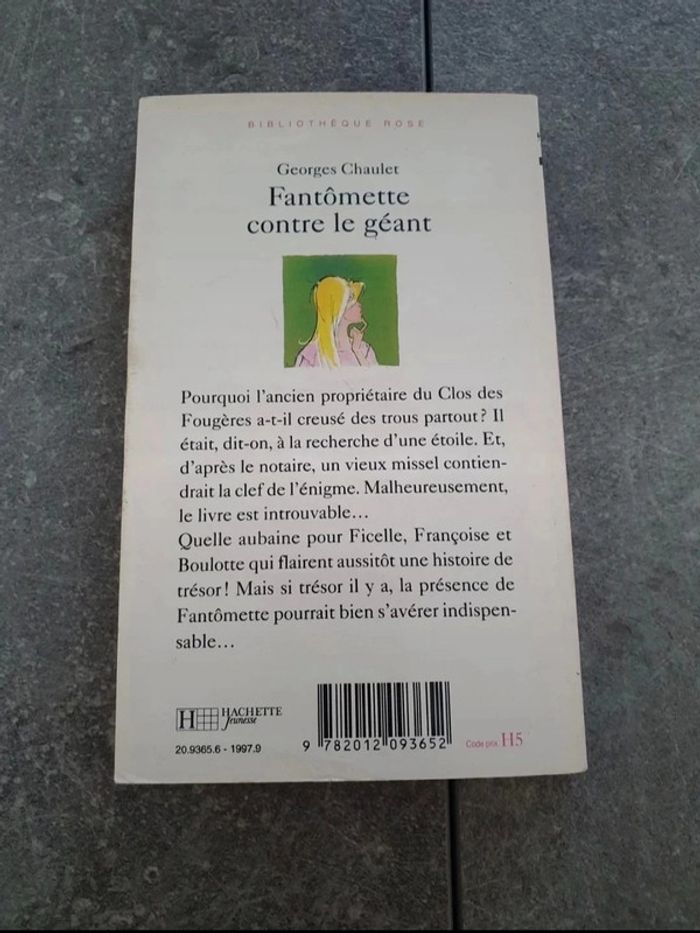 BIBLIOTHÈQUE ROSE
Georges Chaulet
Fantômette
contre le géant
Pourquoi l'ancien propriétaire du Clos des
Fougères a-t-il creusé des trous partout ? Il
était, dit-on, à la recherche d'une étoile. Et,
d'après le notaire, un vieux missel contien-
drait la clef de l'énigme. Malheureusement,
le livre est introuvable…
Quelle aubaine pour Ficelle, Françoise et
Boulotte qui flairent aussitôt une histoire de
trésor ! Mais si trésor il y a, la présence de
Fantômette pourrait bien s'avérer indispen-
sable…
H HACHETTE
Jeunesse
20.9365.6 - 1997.9
9 782012 093652
Code prix H5